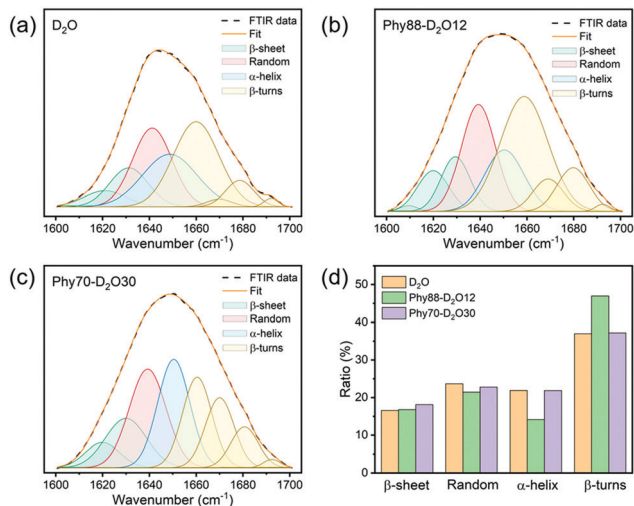 (a)
D₂O
FTIR data
Fit
β-sheet
Random
α-helix
β-turns
1600 1620 1640 1660 1680 1700
Wavenumber (cm⁻¹)
(b)
Phy88-D₂O12
FTIR data
Fit
β-sheet
Random
α-helix
β-turns
1600 1620 1640 1660 1680 1700
Wavenumber (cm⁻¹)
(c)
Phy70-D₂O30
FTIR data
Fit
β-sheet
Random
α-helix
β-turns
1600 1620 1640 1660 1680 1700
Wavenumber (cm⁻¹)
(d)
D₂O
Phy88-D₂O12
Phy70-D₂O30
Ratio (%)
50
40
30
20
10
0
β-sheet Random α-helix β-turns